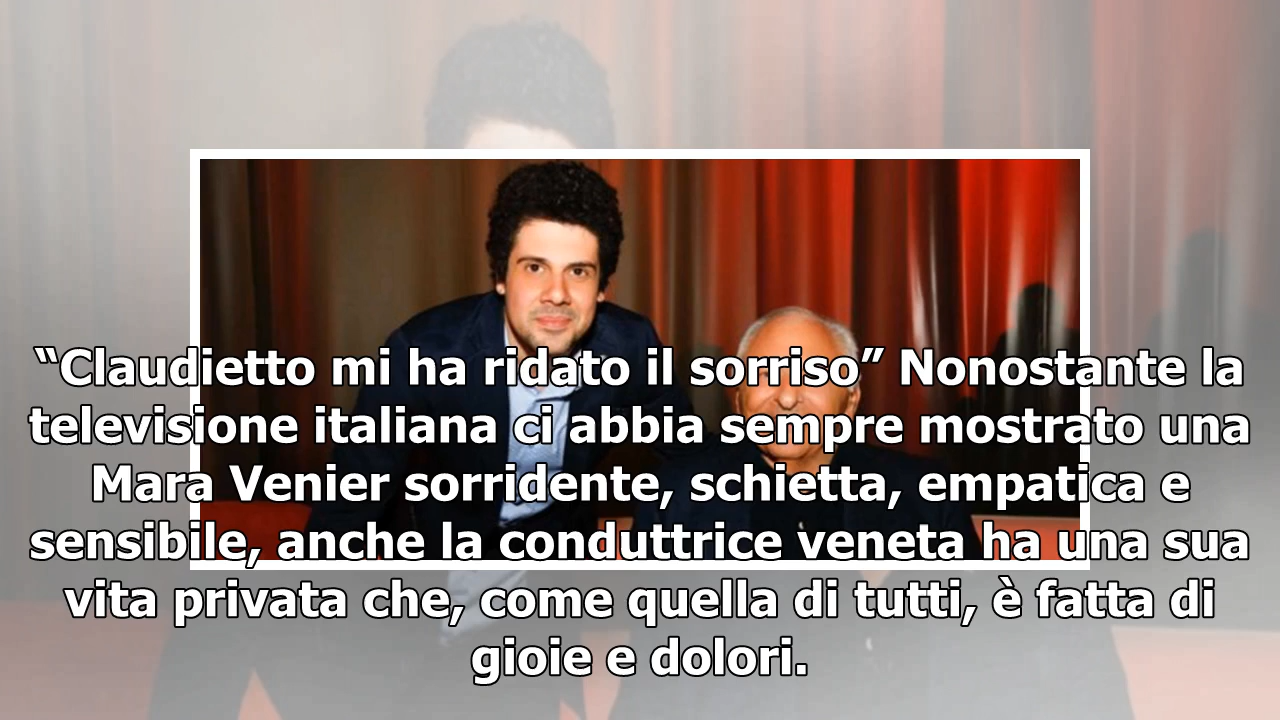 “Claudietto mi ha ridato il sorriso” Nonostante la
televisione italiana ci abbia sempre mostrato una
Mara Venier sorridente, schietta, empatica e
sensibile, anche la conduttrice veneta ha una sua
vita privata che, come quella di tutti, è fatta di
gioie e dolori.